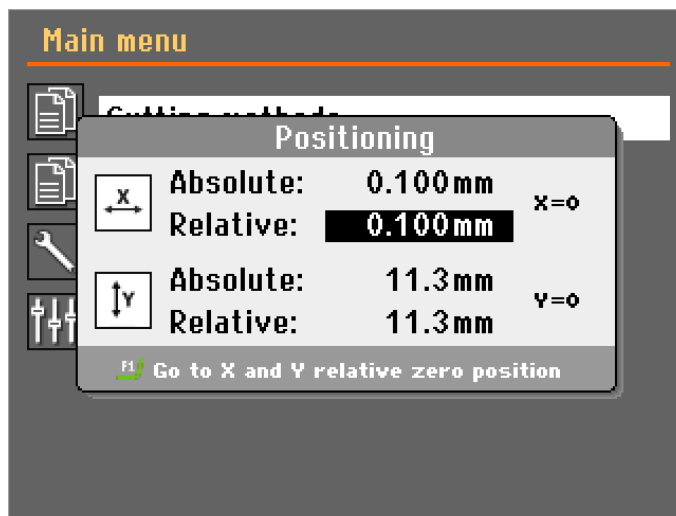 Main menu
Positioning
X
Absolute: 0.100mm
Relative: 0.100mm
X=0
Y
Absolute: 11.3mm
Relative: 11.3mm
Y=0
F1 Go to X and Y relative zero position